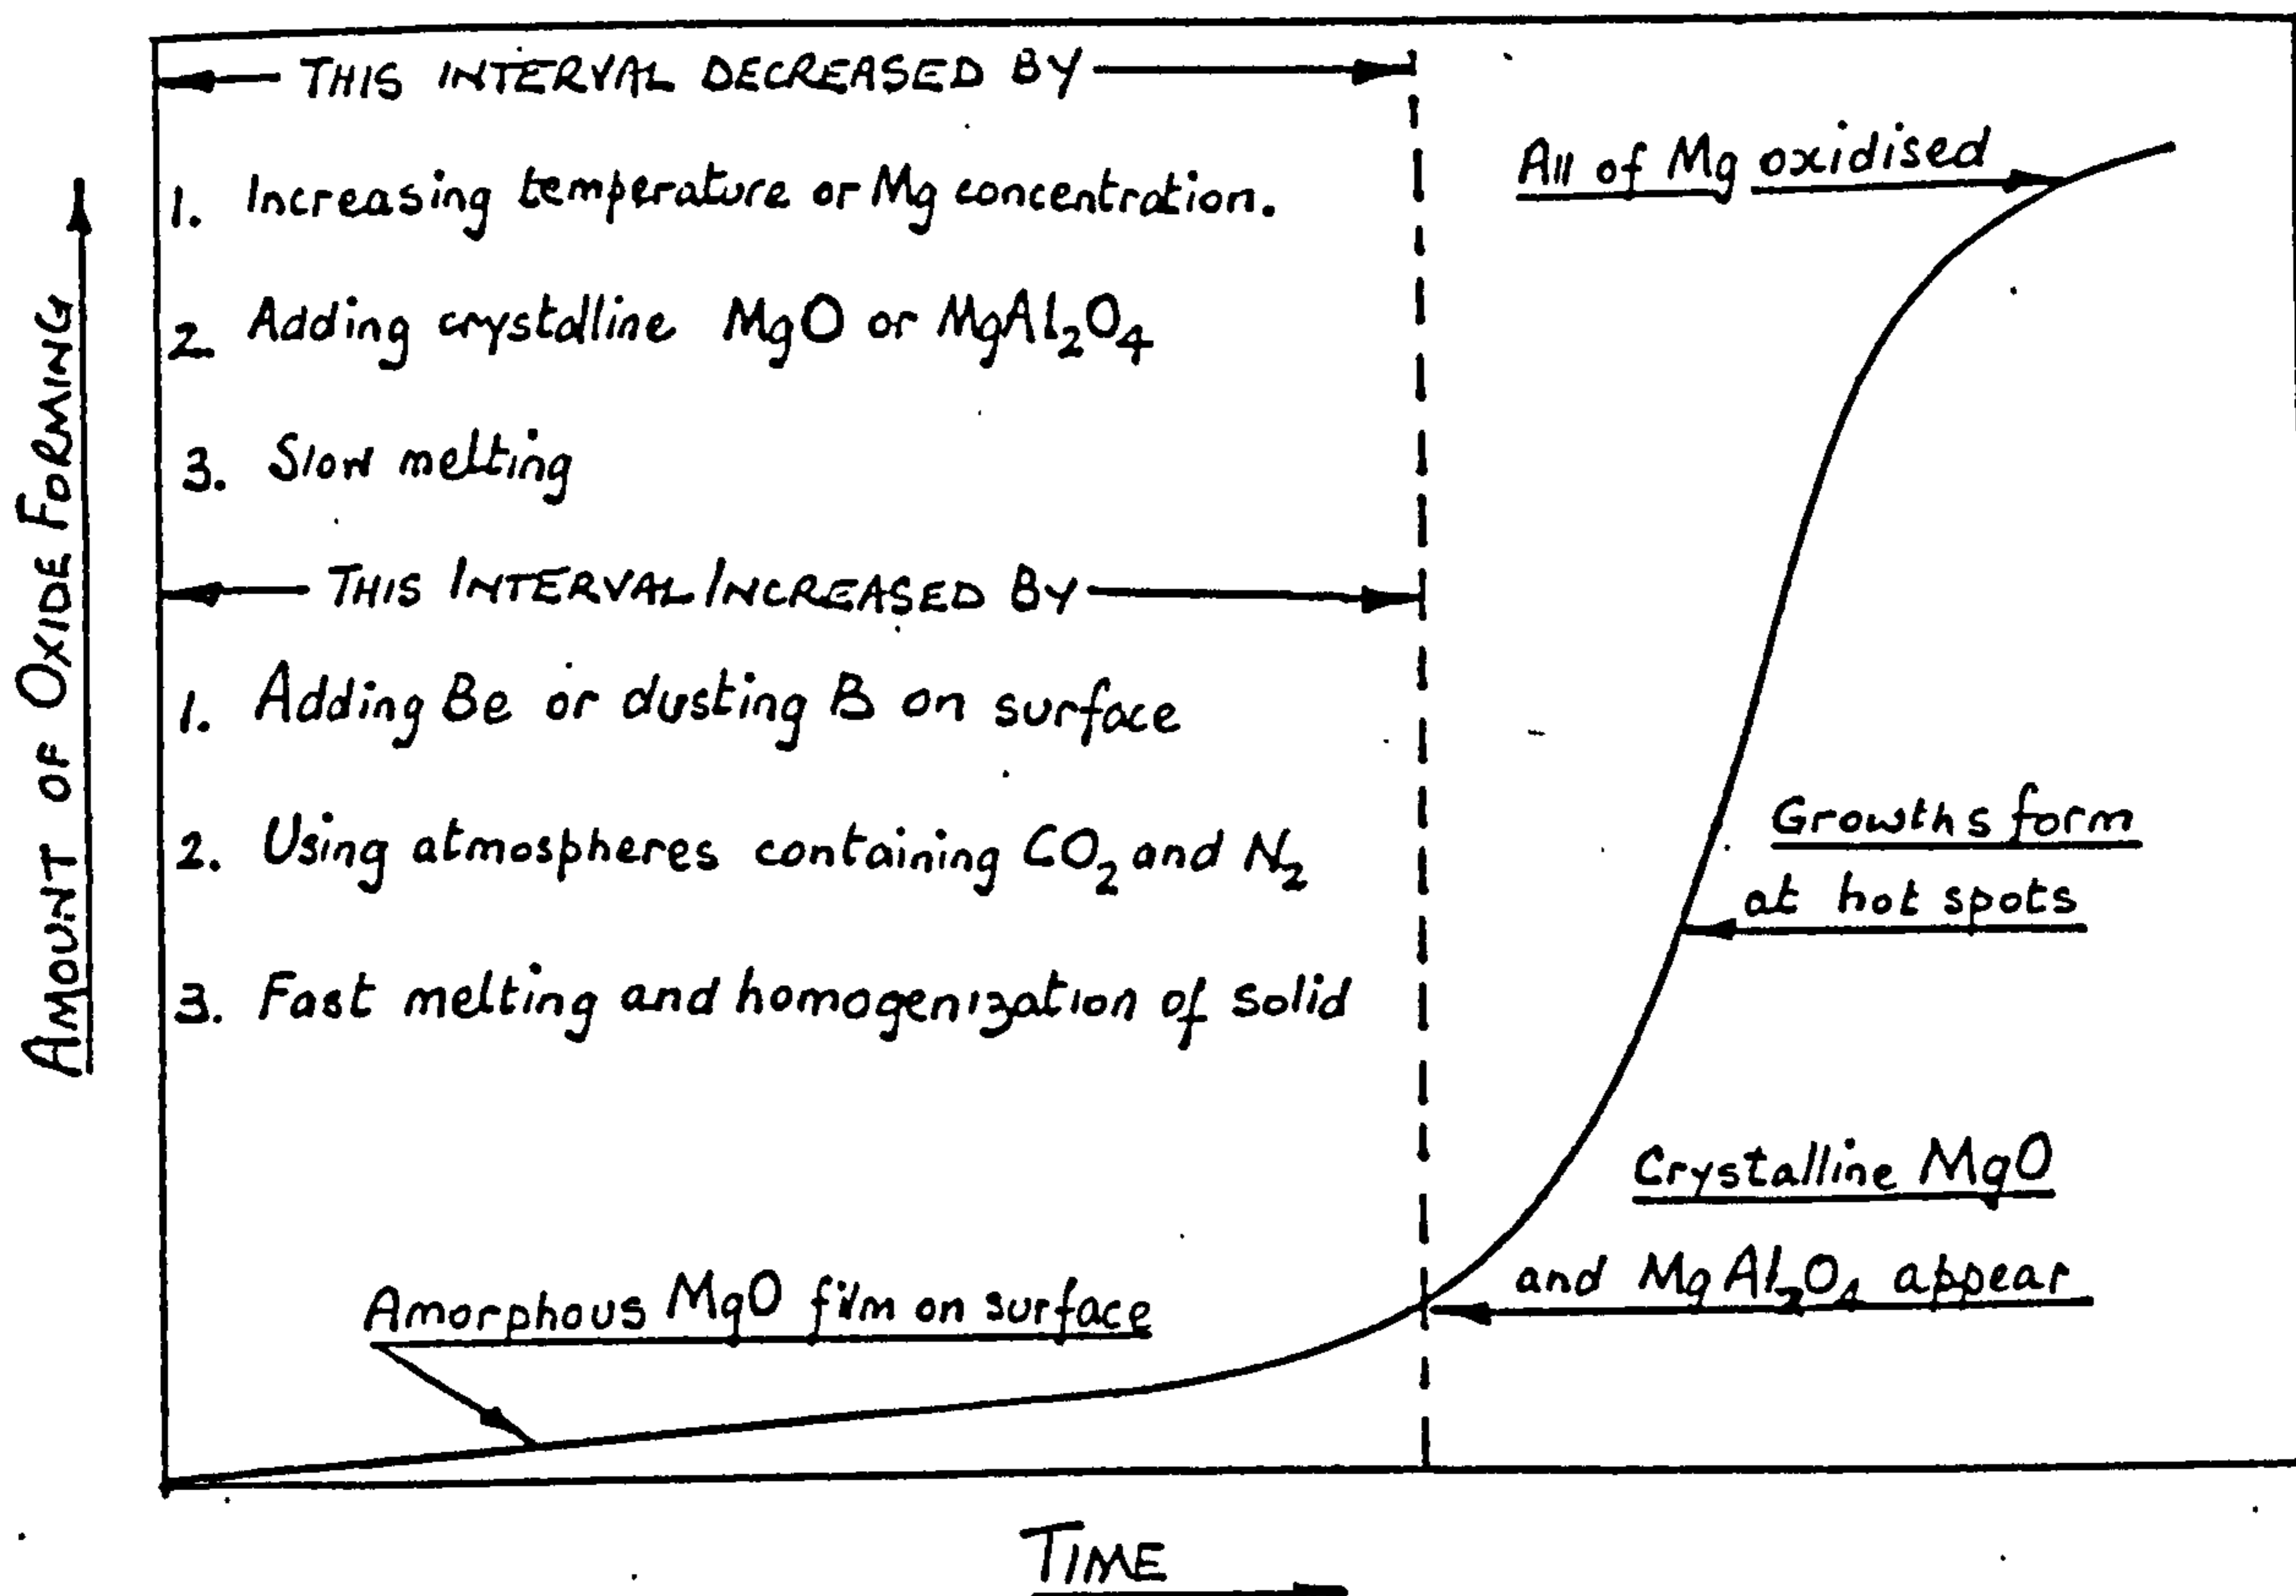 THIS INTERVAL DECREASED BY
1. Increasing temperature or Mg concentration.
2 Adding crystalline MgO or MgAl₂O₄
3. Slow melting
THIS INTERVAL INCREASED BY
1. Adding Be or dusting B on surface
2. Using atmospheres containing CO₂ and N₂
3. Fast melting and homogenization of solid
Amorphous MgO film on surface
All of Mg oxidised
Growths form
at hot spots
Crystalline MgO
and MgAl₂O₄ appear
AMOUNT OF OXIDE FORMING
TIME